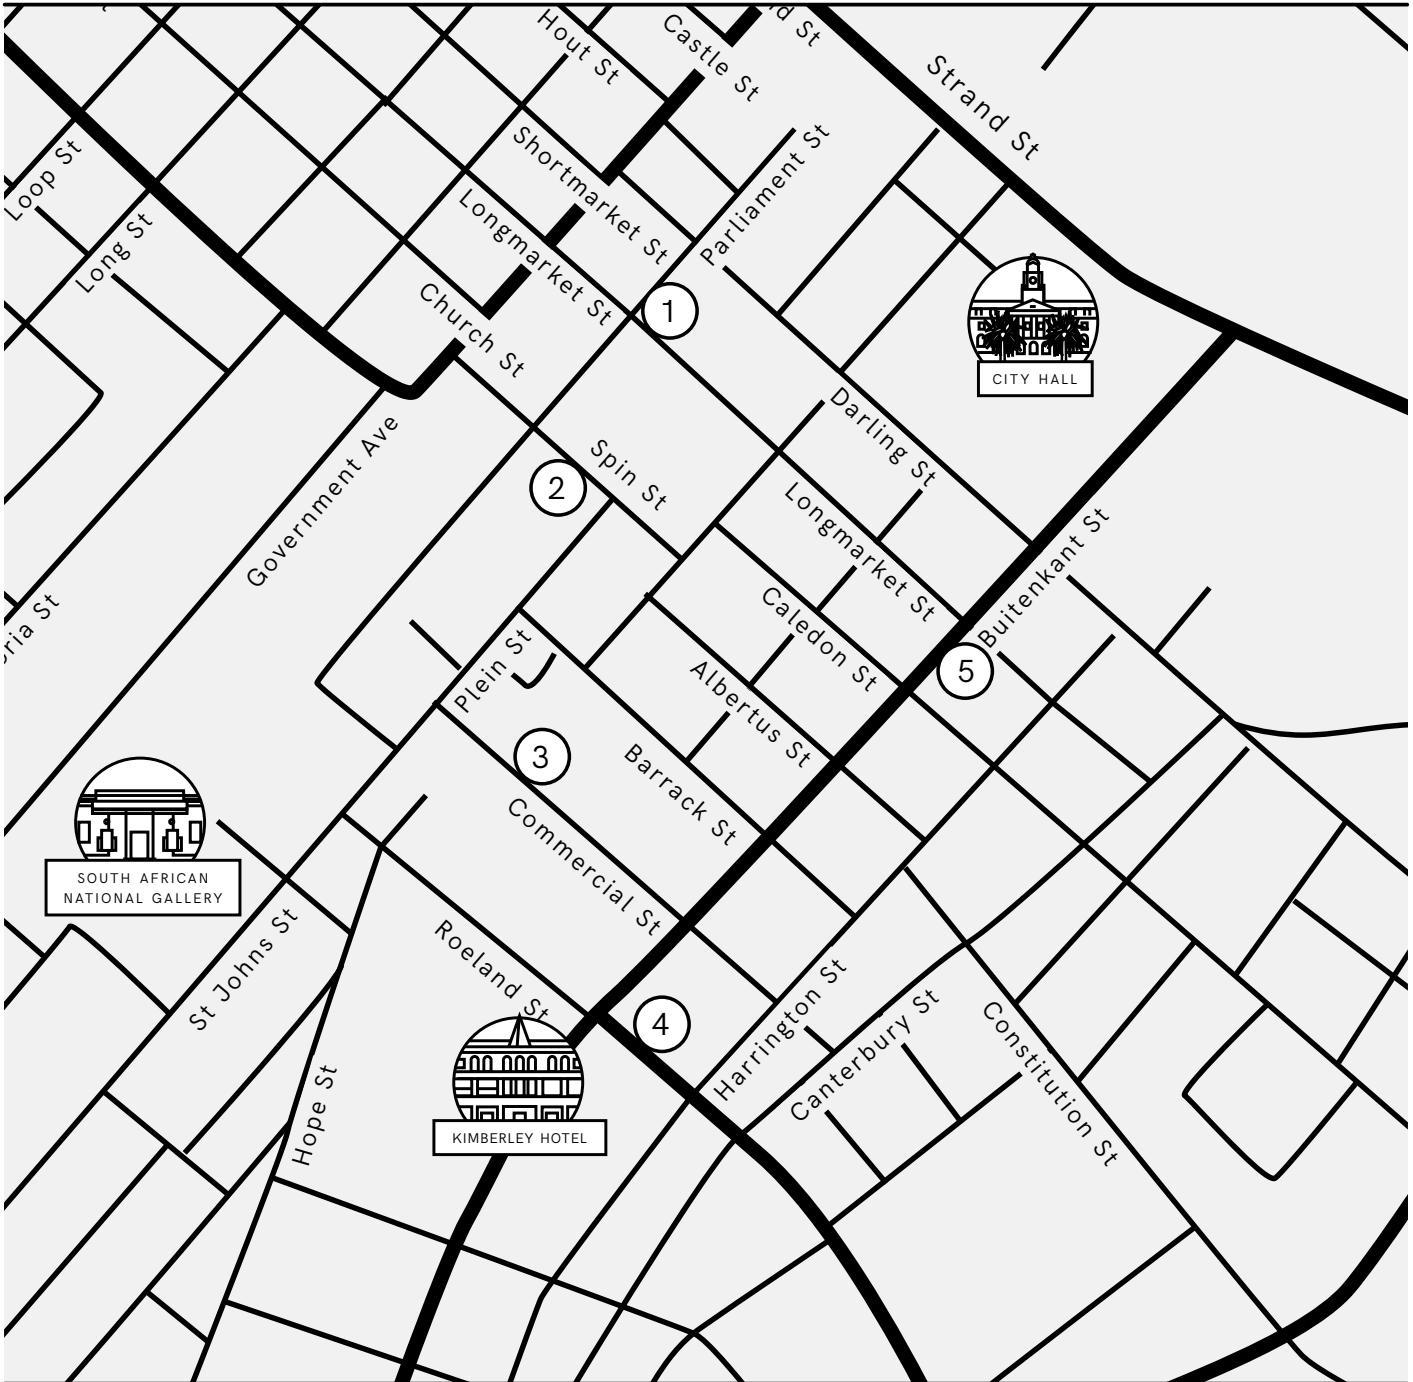 Hout St
Castle St
Strand St
Shortmarket St
Parliament St
Loop St
Long St
Longmarket St
Church St
1
CITY HALL
Darling St
Government Ave
Spin St
2
Longmarket St
Buitenkant St
Caledon St
Plein St
Albertus St
5
3
Barrack St
Commercial St
SOUTH AFRICAN
NATIONAL GALLERY
St Johns St
Roeland St
4
Harrington St
Canterbury St
Constitution St
Hope St
KIMBERLEY HOTEL